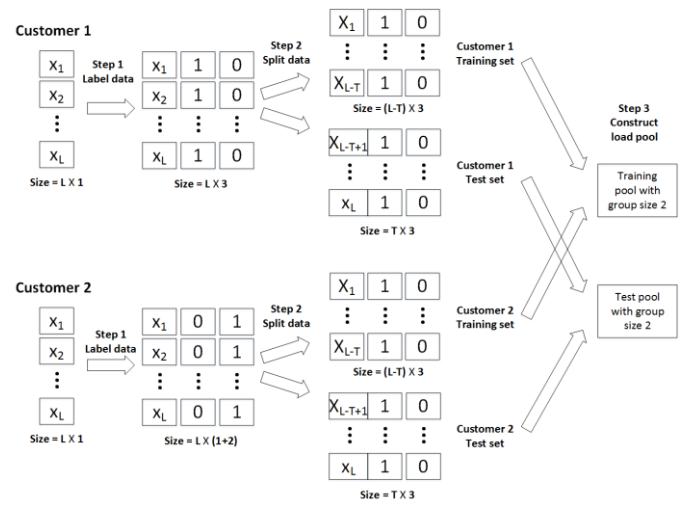 Customer 1
x1
x2
⋮
xL
Size = L X 1
Step 1
Label data
x1 1 0
x2 1 0
⋮ ⋮ ⋮
xL 1 0
Size = L X 3
Step 2
Split data
X1 1 0
⋮ ⋮ ⋮
XL-T 1 0
Size = (L-T) X 3
XL-T+1 1 0
⋮ ⋮ ⋮
xL 1 0
Size = T X 3
Customer 1
Training set
Customer 1
Test set
Step 3
Construct
load pool
Training
pool with
group size 2
Test pool
with group
size 2
Customer 2
x1
x2
⋮
xL
Size = L X 1
Step 1
Label data
x1 0 1
x2 0 1
⋮ ⋮ ⋮
xL 0 1
Size = L X (1+2)
Step 2
Split data
X1 1 0
⋮ ⋮ ⋮
XL-T 1 0
Size = (L-T) X 3
XL-T+1 1 0
⋮ ⋮ ⋮
xL 1 0
Size = T X 3
Customer 2
Training set
Customer 2
Test set